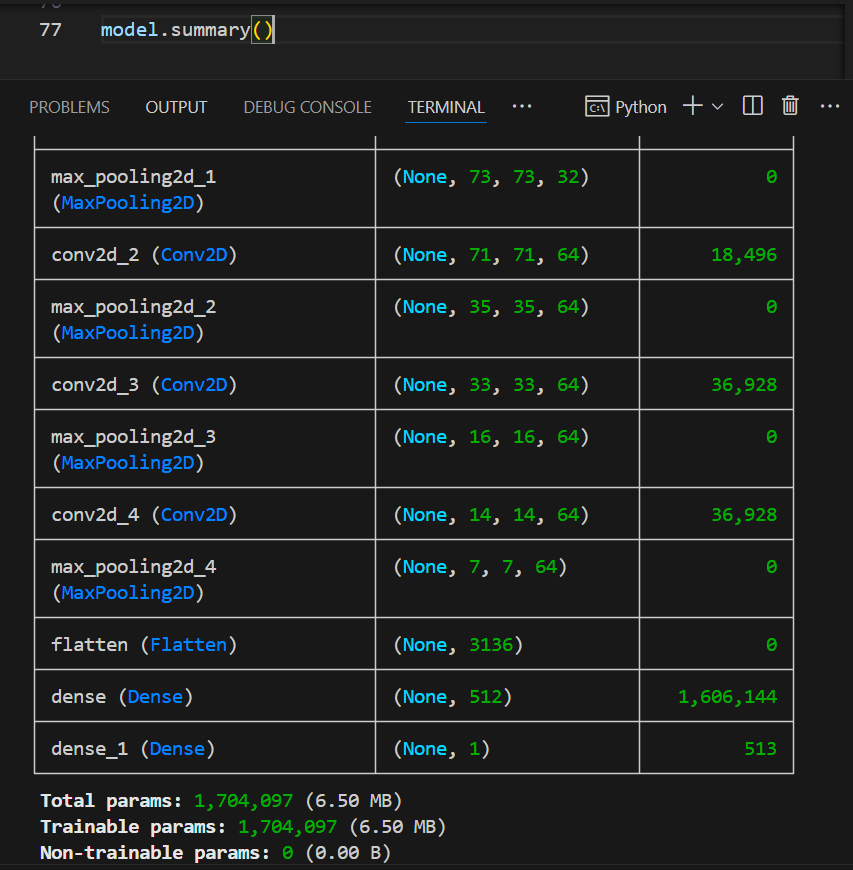 77 model.summary()
PROBLEMS OUTPUT DEBUG CONSOLE TERMINAL ··· Python ···
max_pooling2d_1 (None, 73, 73, 32) 0
(MaxPooling2D)
conv2d_2 (Conv2D) (None, 71, 71, 64) 18,496
max_pooling2d_2 (None, 35, 35, 64) 0
(MaxPooling2D)
conv2d_3 (Conv2D) (None, 33, 33, 64) 36,928
max_pooling2d_3 (None, 16, 16, 64) 0
(MaxPooling2D)
conv2d_4 (Conv2D) (None, 14, 14, 64) 36,928
max_pooling2d_4 (None, 7, 7, 64) 0
(MaxPooling2D)
flatten (Flatten) (None, 3136) 0
dense (Dense) (None, 512) 1,606,144
dense_1 (Dense) (None, 1) 513
Total params: 1,704,097 (6.50 MB)
Trainable params: 1,704,097 (6.50 MB)
Non-trainable params: 0 (0.00 B)